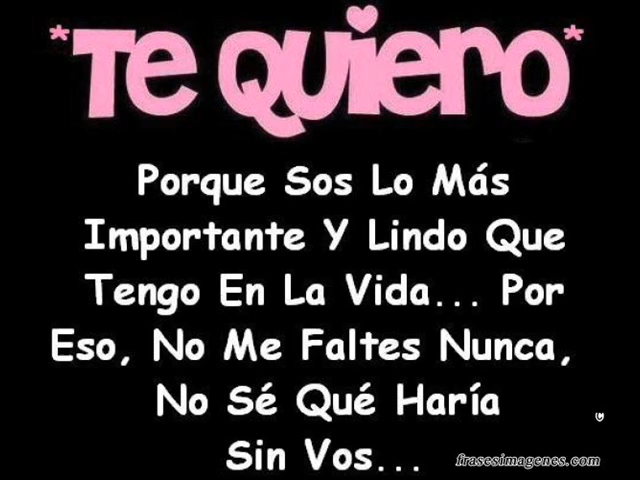 *Te Quiero*
Porque Sos Lo Más
Importante Y Lindo Que
Tengo En La Vida... Por
Eso, No Me Faltes Nunca,
No Sé Qué Haría
Sin Vos...
frasesimagenes.com